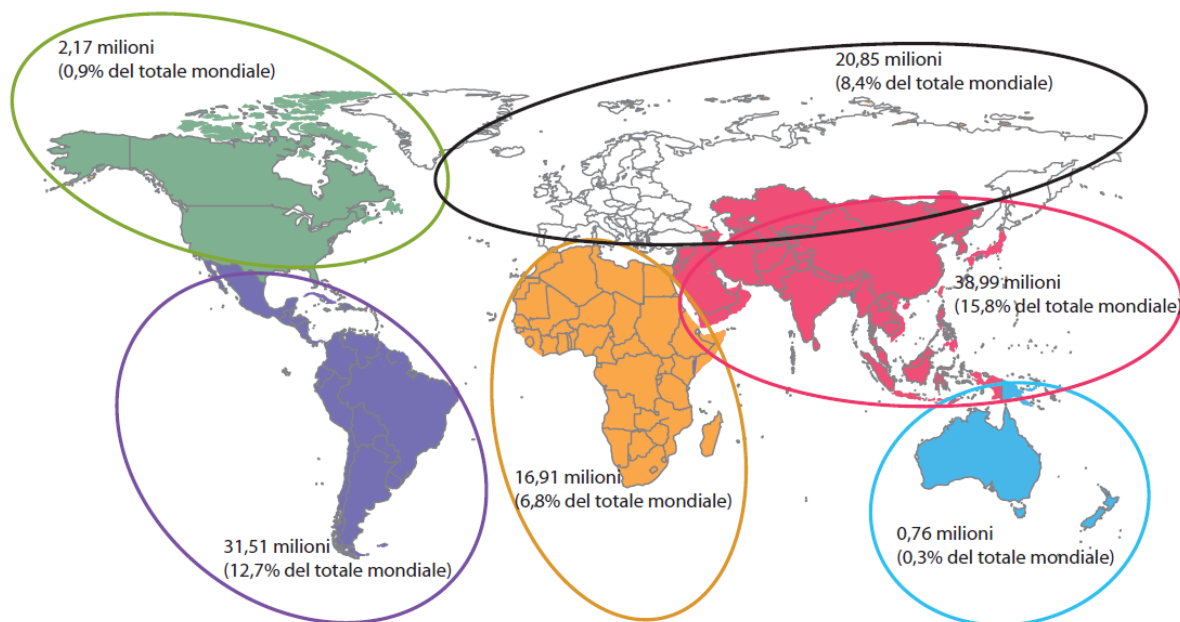 2,17 milioni
(0,9% del totale mondiale)
20,85 milioni
(8,4% del totale mondiale)
38,99 milioni
(15,8% del totale mondiale)
16,91 milioni
(6,8% del totale mondiale)
31,51 milioni
(12,7% del totale mondiale)
0,76 milioni
(0,3% del totale mondiale)